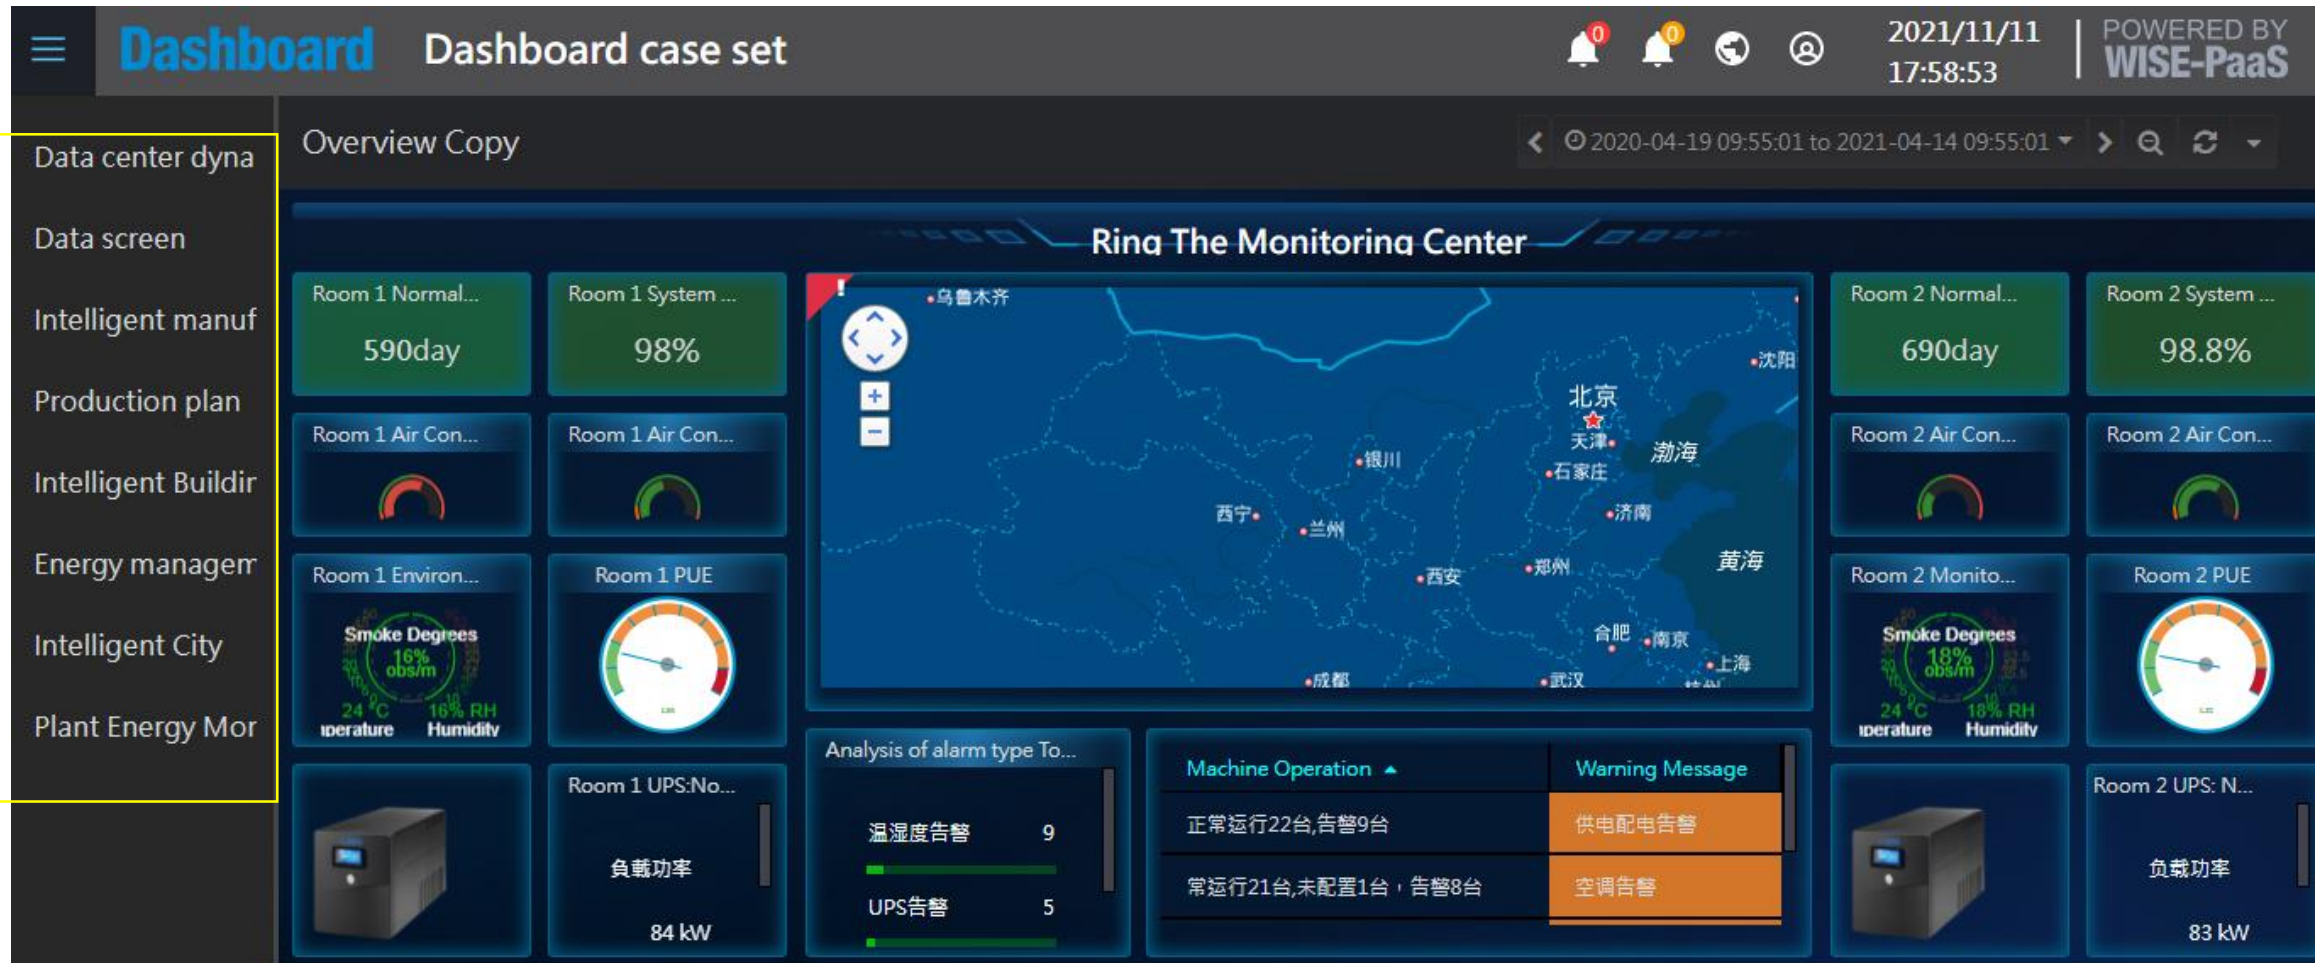 Dashboard
Dashboard case set
0
0
2021/11/11
17:58:53
POWERED BY
WISE-PaaS
Data center dyna
Data screen
Intelligent manuf
Production plan
Intelligent Buildir
Energy managem
Intelligent City
Plant Energy Mor
Overview Copy
2020-04-19 09:55:01 to 2021-04-14 09:55:01
Ring The Monitoring Center
Room 1 Normal...
590day
Room 1 System ...
98%
Room 1 Air Con...
Room 1 Air Con...
Room 1 Environ...
Smoke Degrees
16%
obs/m
24 °C
16% RH
perature
Humidity
Room 1 PUE
Room 1 UPS:No...
负载功率
84 kW
乌鲁木齐
沈阳
北京
天津
渤海
银川
石家庄
西宁
济南
兰州
黄海
郑州
西安
合肥
南京
上海
成都
武汉
杭州
Analysis of alarm type To...
温湿度告警 9
UPS告警 5
Machine Operation
Warning Message
正常运行22台,告警9台
供电配电告警
常运行21台,未配置1台，告警8台
空调告警
Room 2 Normal...
690day
Room 2 System ...
98.8%
Room 2 Air Con...
Room 2 Air Con...
Room 2 Monito...
Smoke Degrees
18%
obs/m
24 °C
18% RH
perature
Humidity
Room 2 PUE
Room 2 UPS: N...
负载功率
83 kW